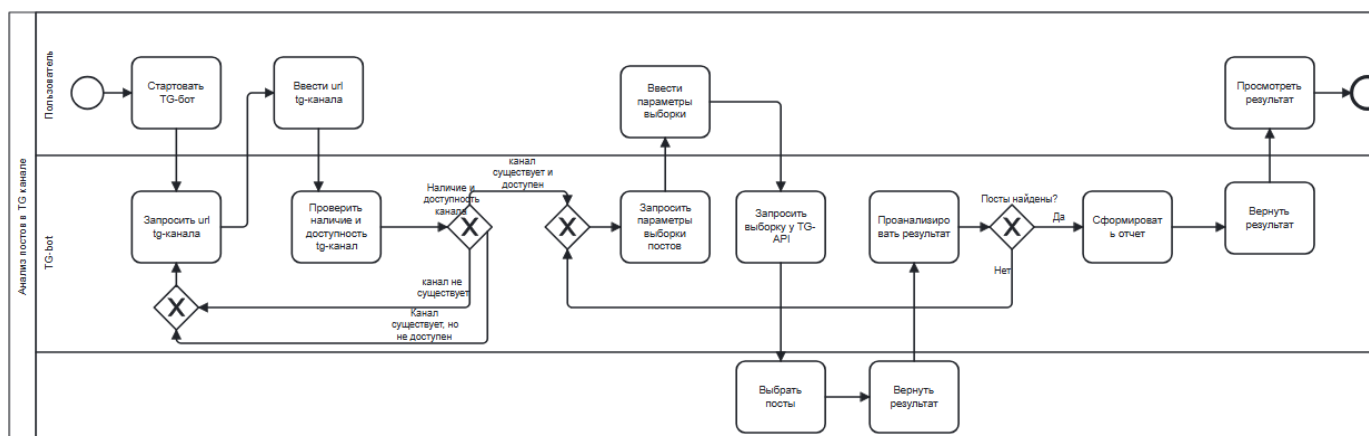 Анализ постов в TG канале
Пользователь
Стартовать
TG-бот
Ввести url
tg-канала
Ввести
параметры
выборки
Просмотреть
результат
TG-bot
Запросить url
tg-канала
Проверить
наличие и
доступность
tg-канал
Наличие и
доступность
канала
канал
существует и
доступен
канал не
существует
Канал
существует, но
не доступен
Запросить
параметры
выборки
постов
Запросить
выборку у TG-
API
Проанализиро
вать результат
Посты найдены?
Да
Нет
Сформироват
ь отчет
Вернуть
результат
Выбрать
посты
Вернуть
результат